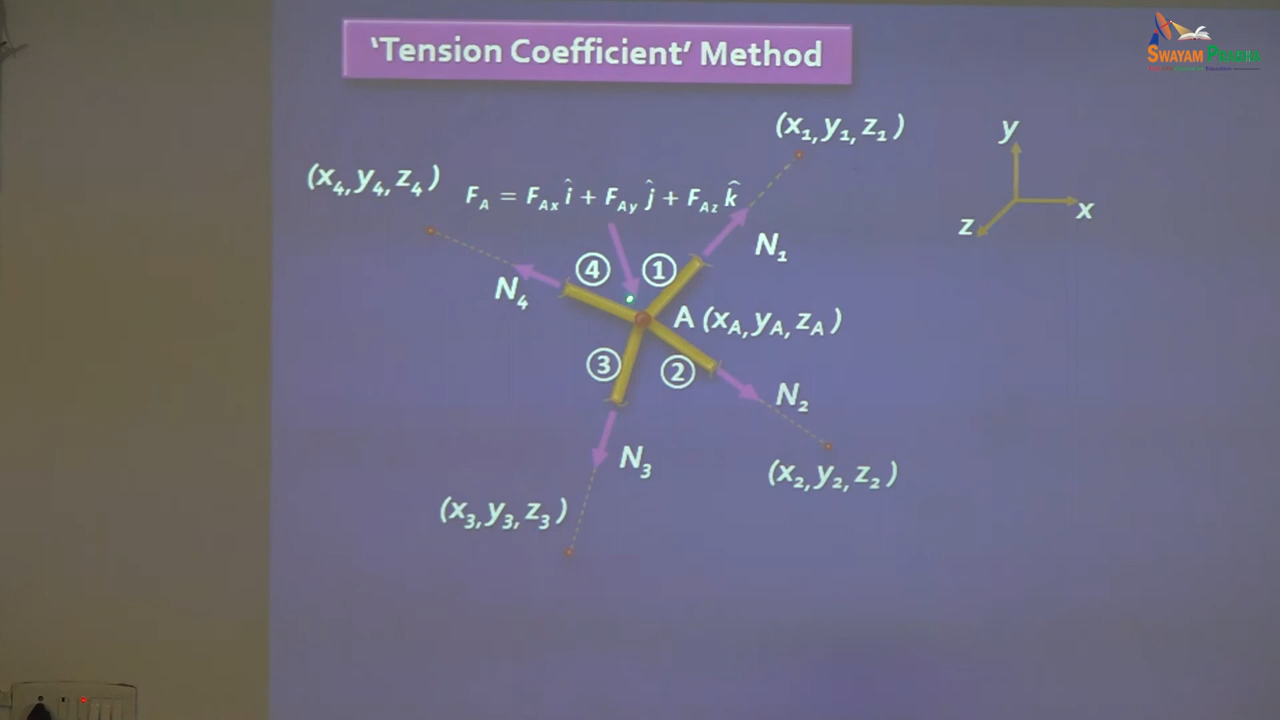 'Tension Coefficient' Method
SWAYAM PRABHA
(x₁, y₁, z₁)
y
(x₄, y₄, z₄)
F_A = F_Ax î + F_Ay ĵ + F_Az k̂
x
z
N₁
④ ①
N₄
A (x_A, y_A, z_A)
③ ②
N₂
N₃
(x₂, y₂, z₂)
(x₃, y₃, z₃)